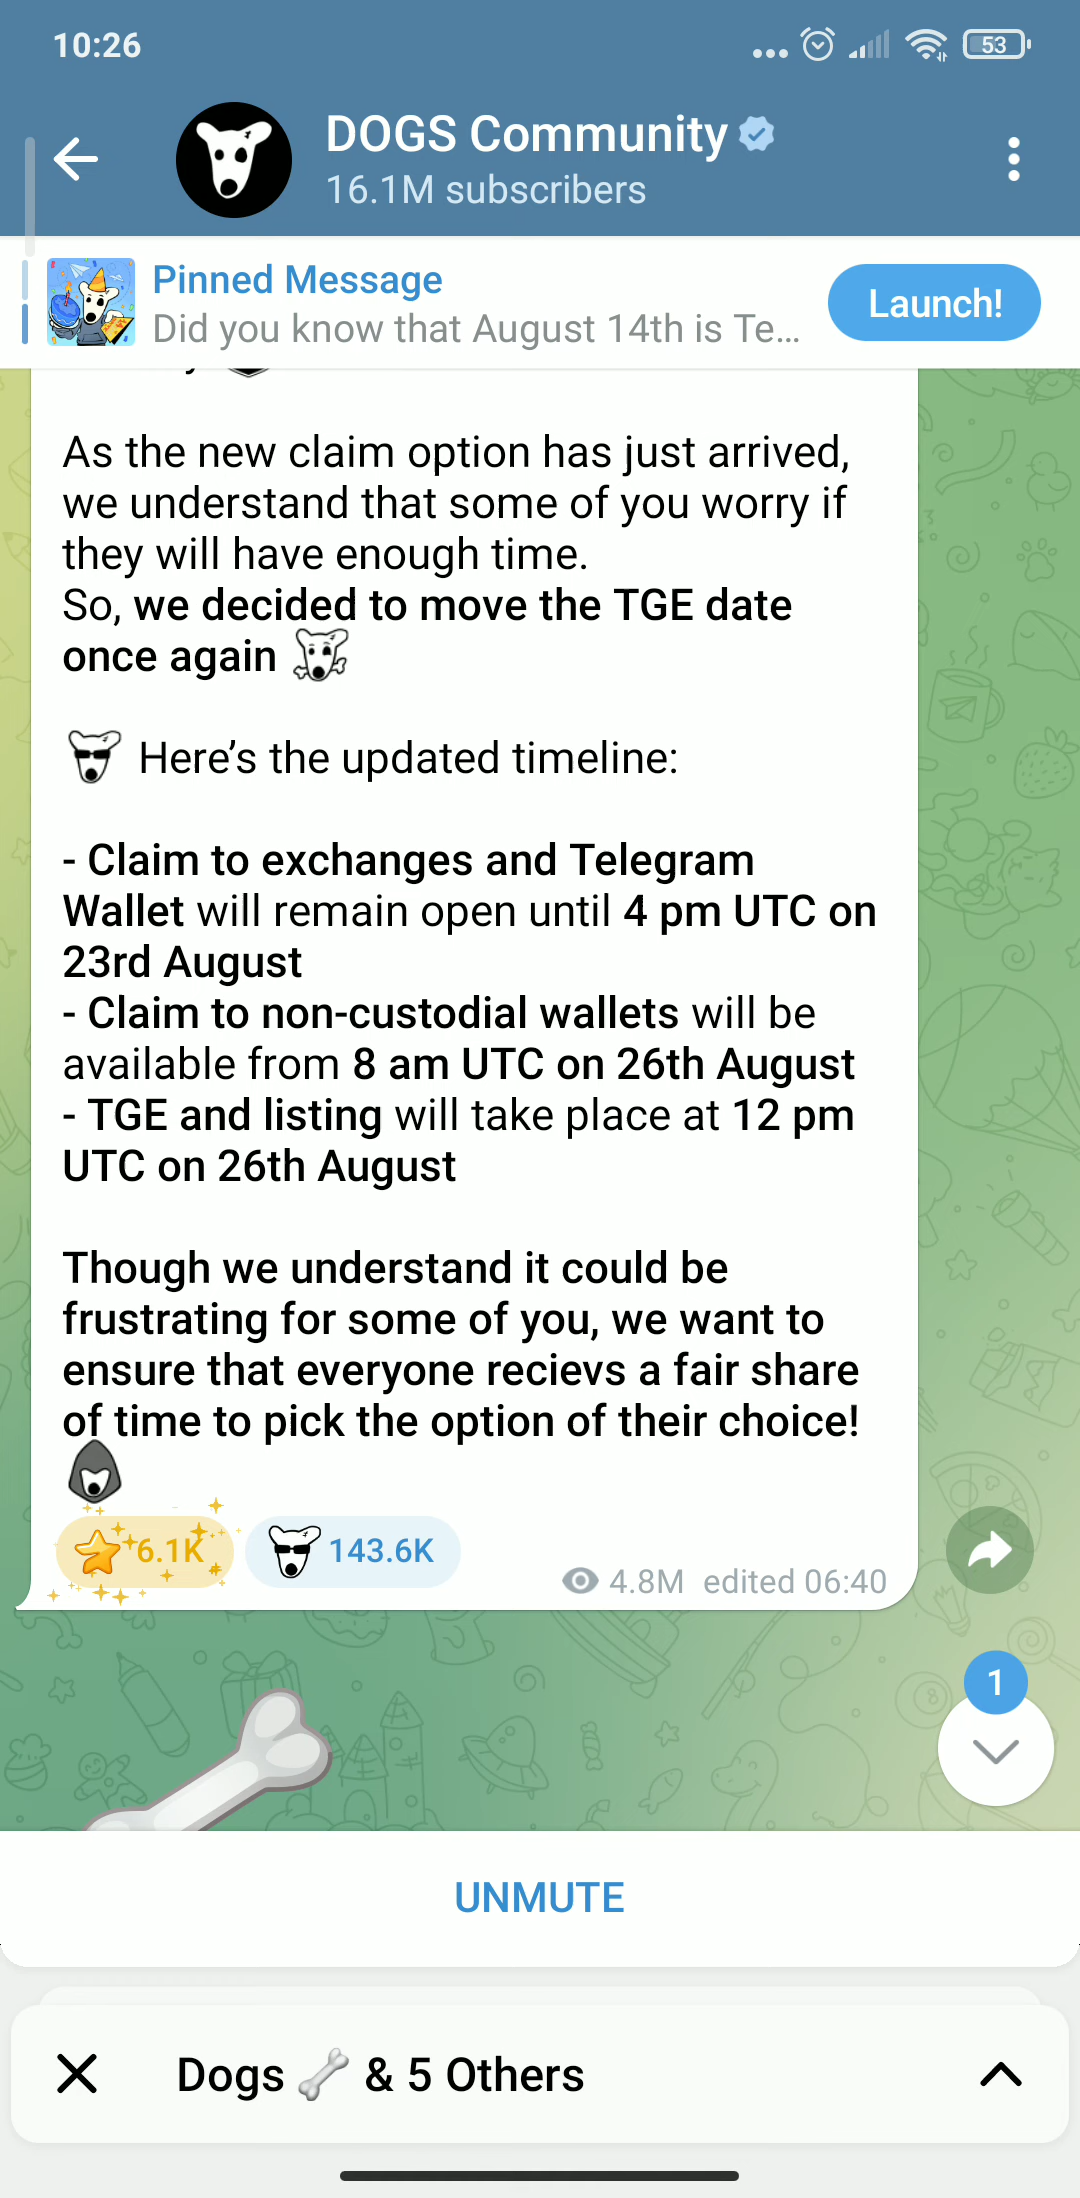 10:26
53
DOGS Community
16.1M subscribers
Pinned Message
Did you know that August 14th is Te...
Launch!
As the new claim option has just arrived,
we understand that some of you worry if
they will have enough time.
So, we decided to move the TGE date
once again
Here’s the updated timeline:
- Claim to exchanges and Telegram
Wallet will remain open until 4 pm UTC on
23rd August
- Claim to non-custodial wallets will be
available from 8 am UTC on 26th August
- TGE and listing will take place at 12 pm
UTC on 26th August
Though we understand it could be
frustrating for some of you, we want to
ensure that everyone recievs a fair share
of time to pick the option of their choice!
6.1K 143.6K
4.8M edited 06:40
1
UNMUTE
Dogs 🦴 & 5 Others